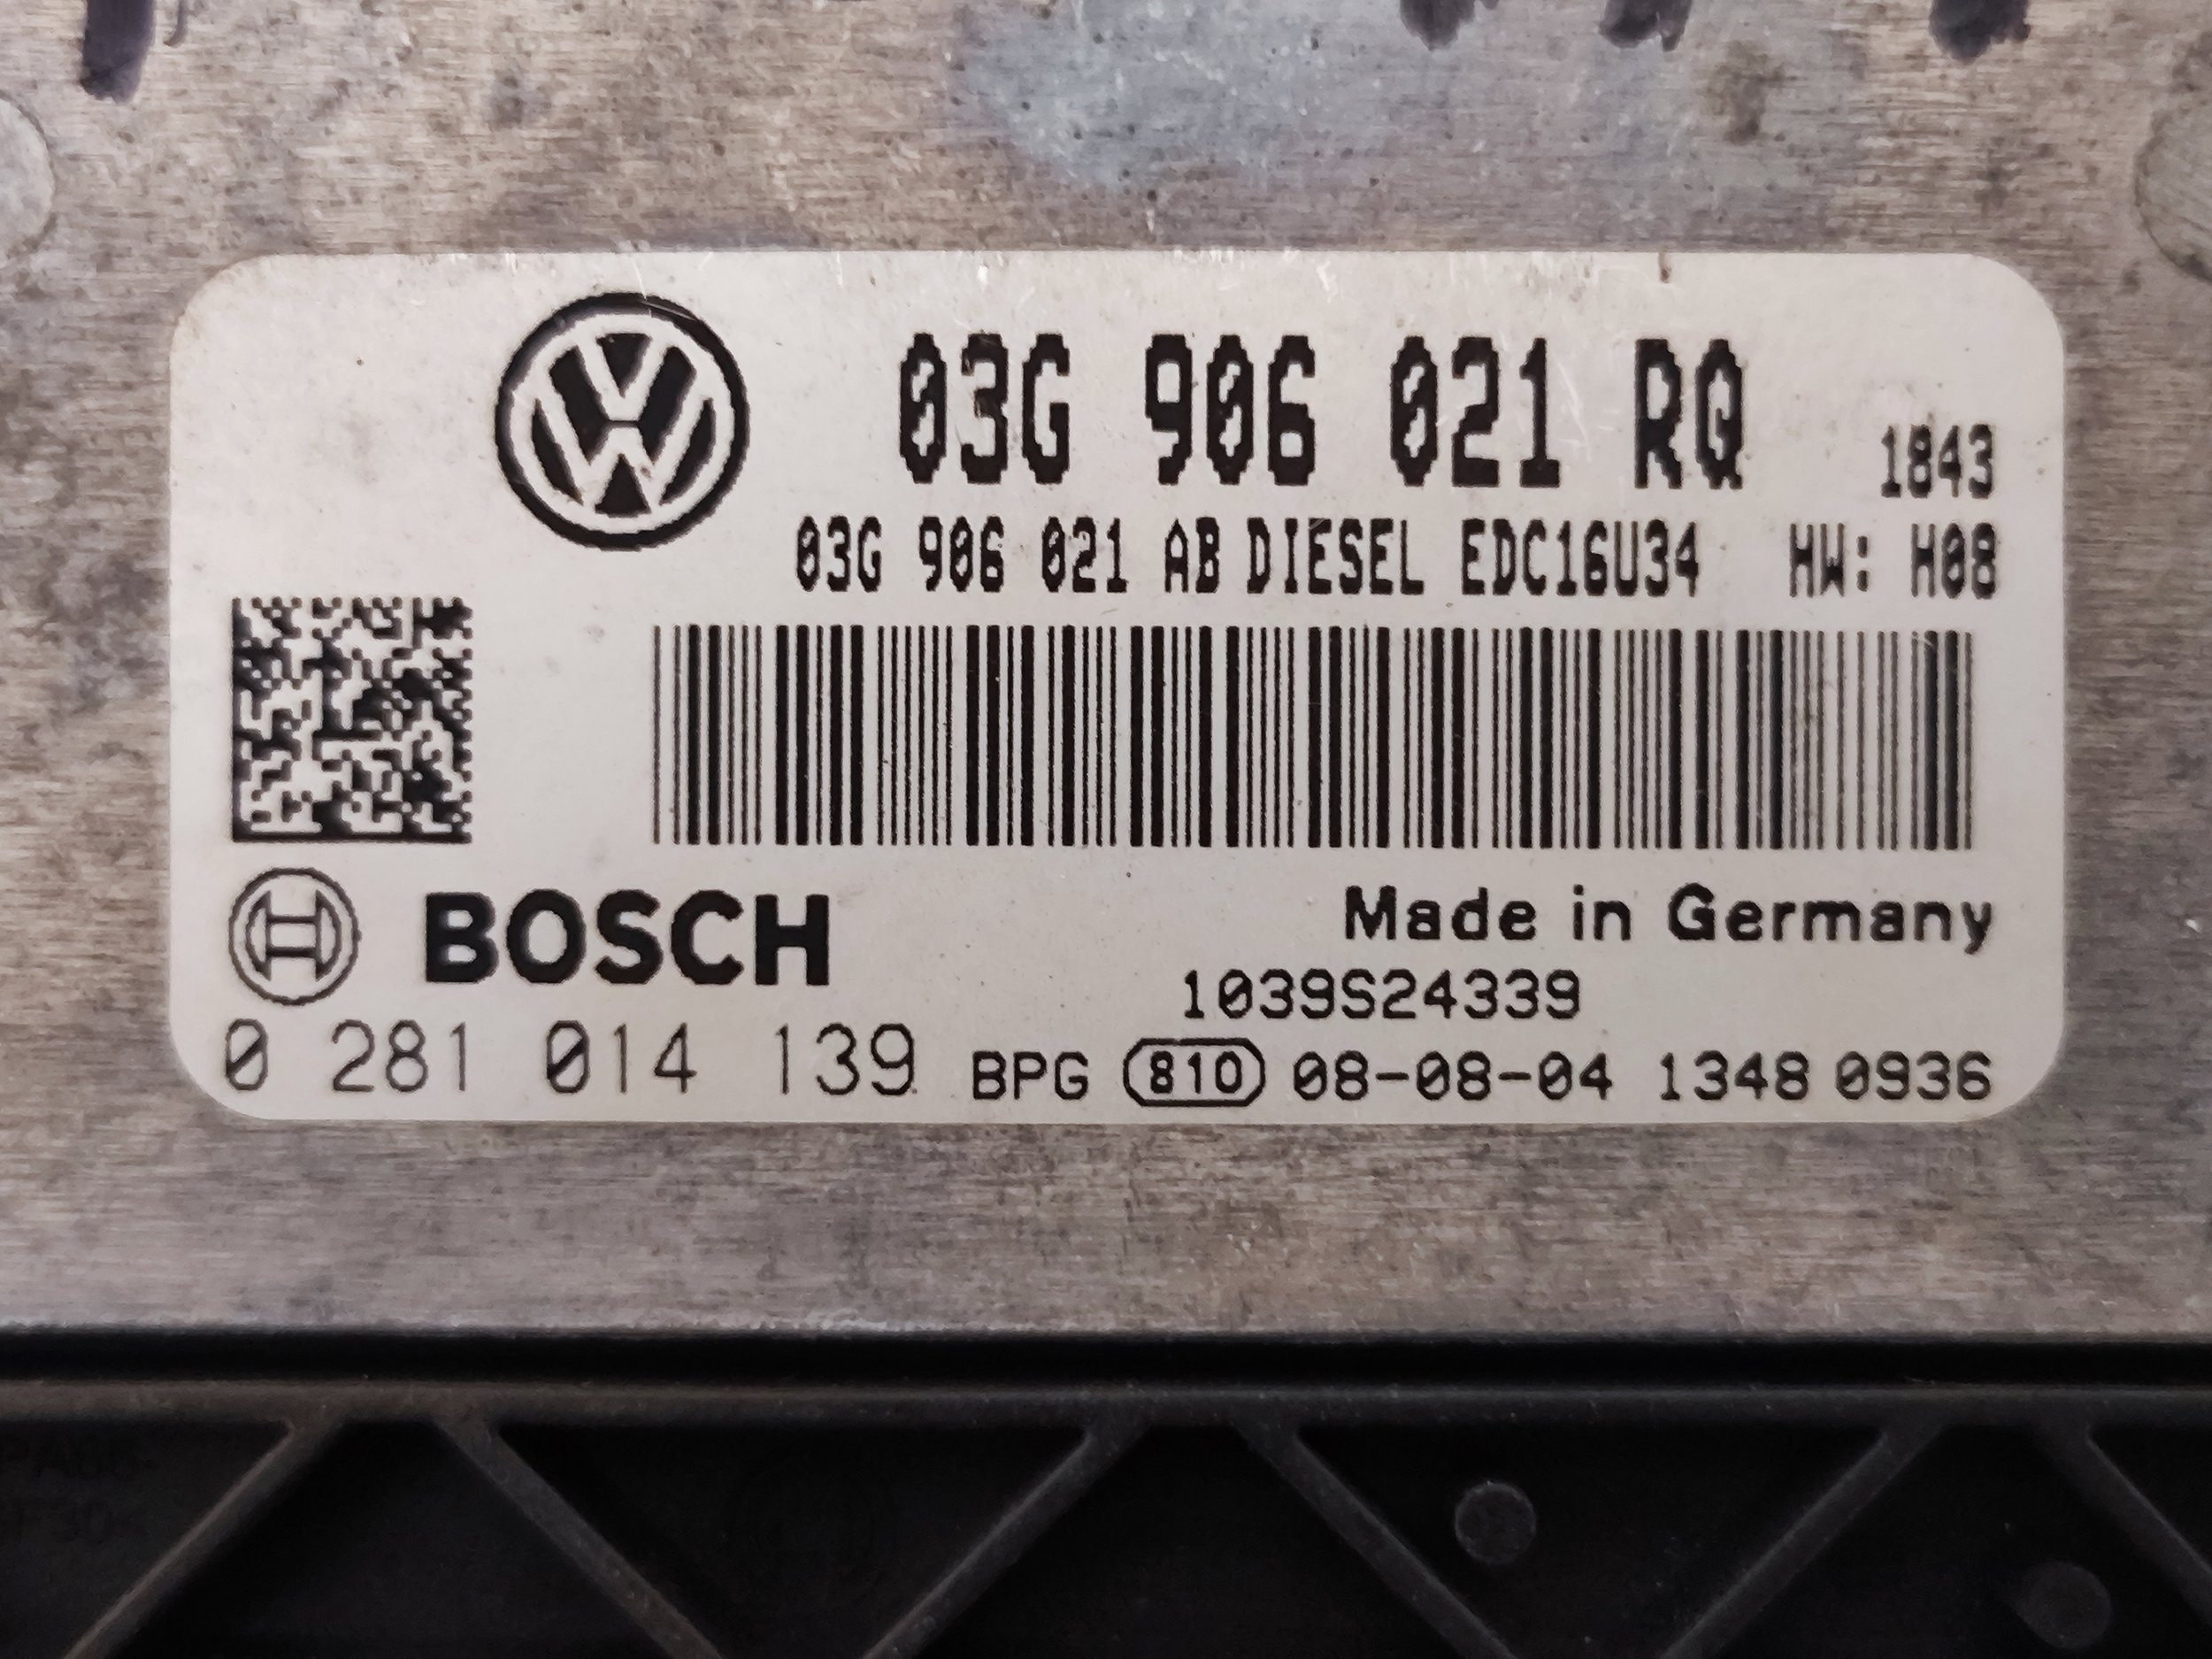 03G 906 021 RQ 1843
03G 906 021 AB DIESEL EDC16U34 HW: H08
BOSCH
Made in Germany
1039S24339
0 281 014 139 BPG 810 08-08-04 1348 0936